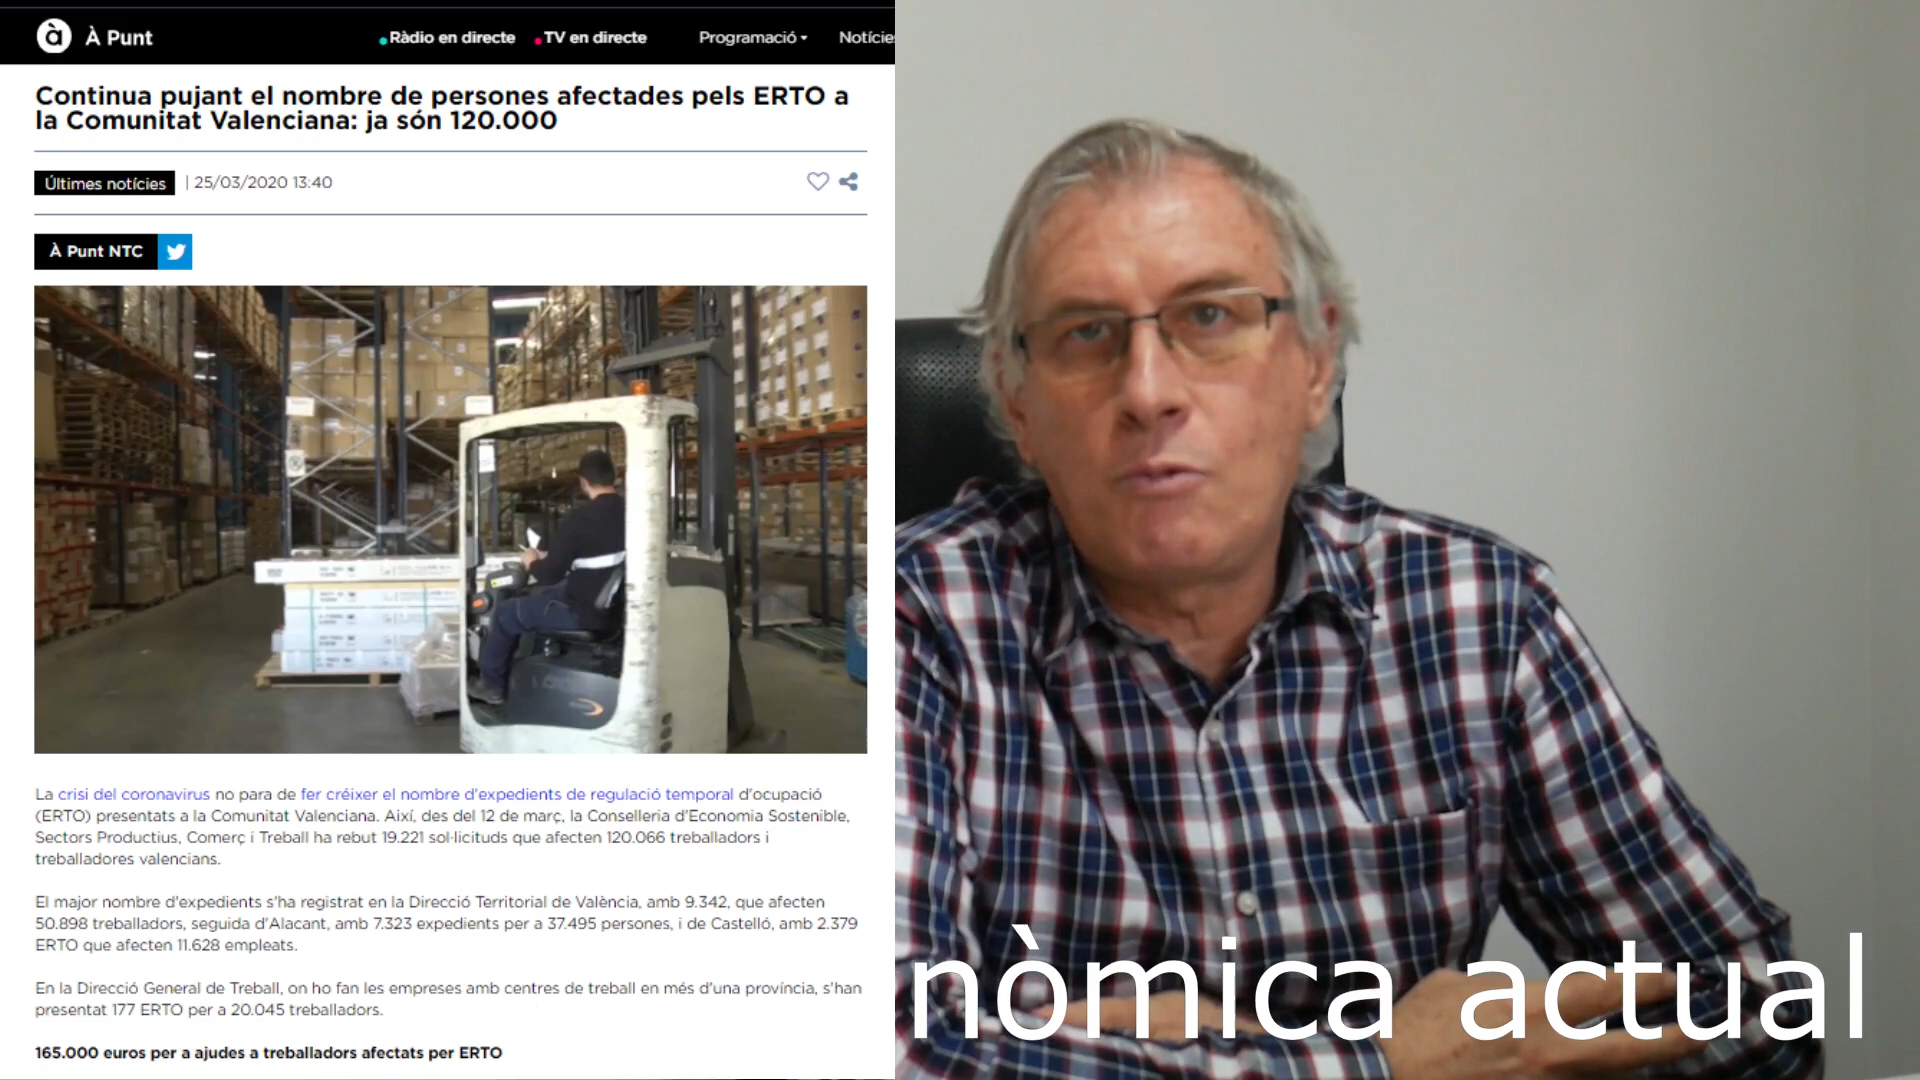 À Punt
Ràdio en directe
TV en directe
Programació
Notície
Continua pujant el nombre de persones afectades pels ERTO a
la Comunitat Valenciana: ja són 120.000
Últimes notícies | 25/03/2020 13:40
À Punt NTC
La crisi del coronavirus no para de fer créixer el nombre d'expedients de regulació temporal d'ocupació
(ERTO) presentats a la Comunitat Valenciana. Així, des del 12 de març, la Conselleria d'Economia Sostenible,
Sectors Productius, Comerç i Treball ha rebut 19.221 sol·licituds que afecten 120.066 treballadors i
treballadores valencians.
El major nombre d'expedients s'ha registrat en la Direcció Territorial de València, amb 9.342, que afecten
50.898 treballadors, seguida d'Alacant, amb 7.323 expedients per a 37.495 persones, i de Castelló, amb 2.379
ERTO que afecten 11.628 empleats.
En la Direcció General de Treball, on ho fan les empreses amb centres de treball en més d'una província, s'han
presentat 177 ERTO per a 20.045 treballadors.
165.000 euros per a ajudes a treballadors afectats per ERTO
nòmica actual